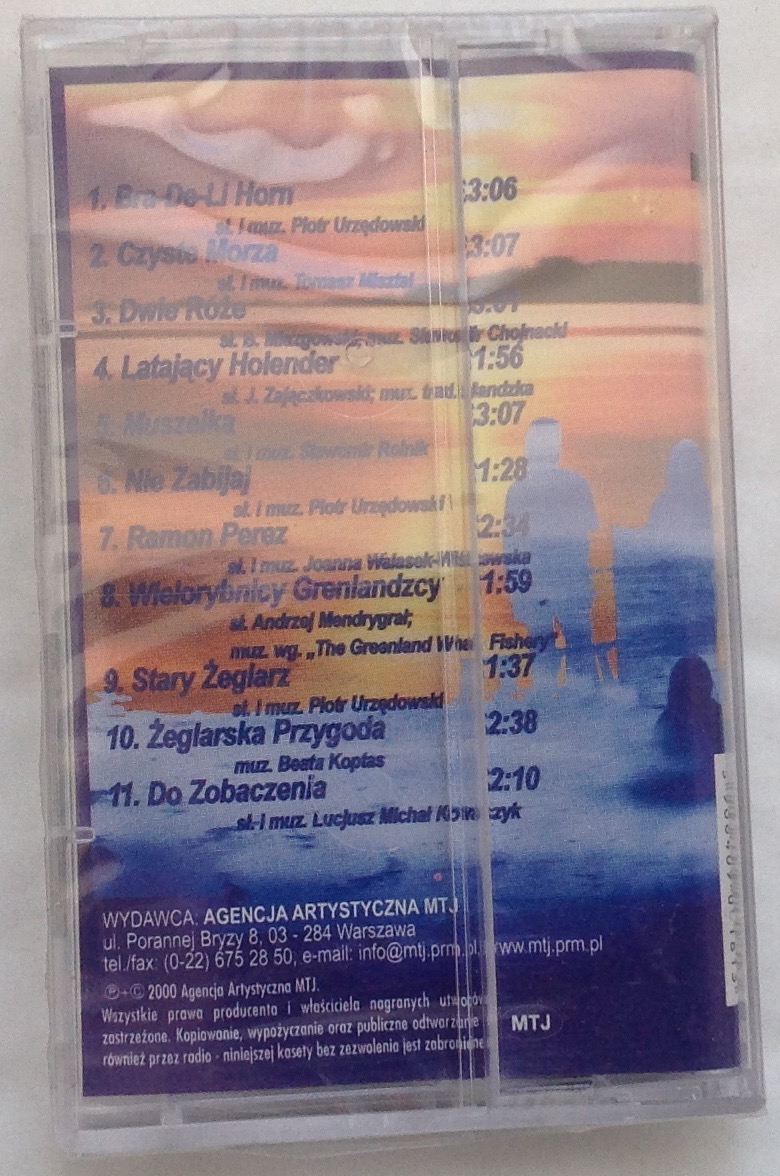 1. Bra-De-Li Horn 3:06
sł. i muz. Piotr Urzędowski
2. Czyste Morza 3:07
sł. i muz. Tomasz Misztal
3. Dwie Róże
sł. B. muz. Sławomir Chojnacki
4. Latający Holender 1:56
sł. J. Zajączkowski; muz. trad.
5. Muszelka 3:07
sł. i muz. Sławomir Rolnik
6. Nie Zabijaj 1:28
sł. i muz. Piotr Urzędowski
7. Ramon Perez 2:34
sł. i muz. Joanna
8. Wielorybnicy Grenlandzcy 1:59
sł. Andrzej Mendrygrał;
muz. wg. „The Greenland Whale Fishery"
9. Stary Żeglarz 1:37
sł. i muz. Piotr Urzędowski
10. Żeglarska Przygoda 2:38
muz. Beata Koptas
11. Do Zobaczenia 2:10
sł. i muz. Lucjusz Michał
WYDAWCA. AGENCJA ARTYSTYCZNA MTJ
ul. Porannej Bryzy 8, 03 - 284 Warszawa
tel./fax: (0-22) 675 28 50, e-mail: info@mtj.prm.pl, www.mtj.prm.pl
℗+© 2000 Agencja Artystyczna MTJ.
Wszystkie prawa producenta i właściciela nagranych utworów
zastrzeżone. Kopiowanie, wypożyczanie oraz publiczne odtwarzanie
również przez radio - niniejszej kasety bez zezwolenia jest zabronione
MTJ